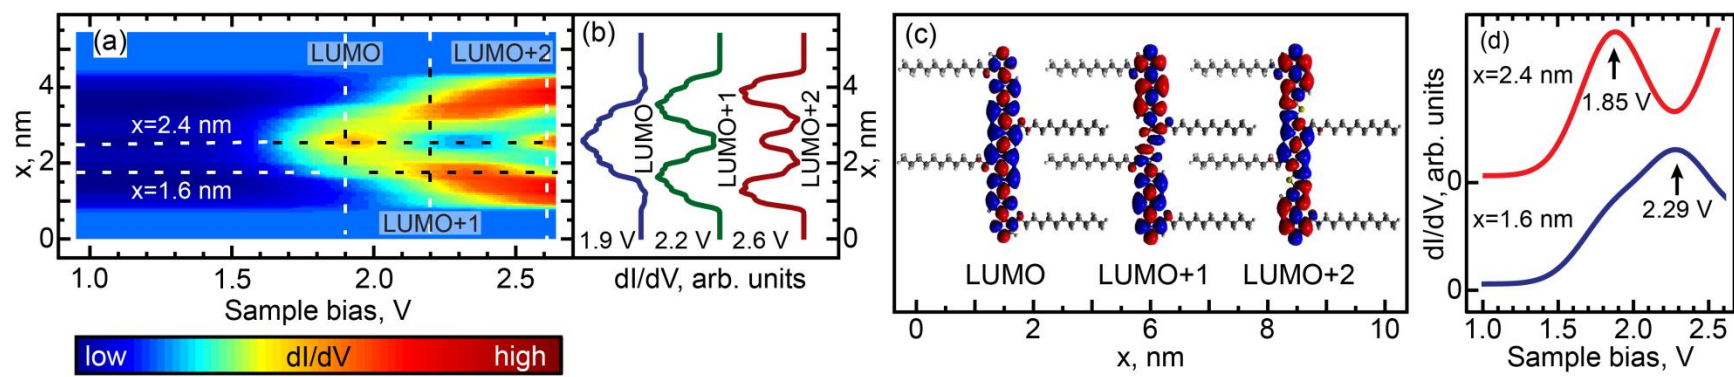 (a)
LUMO
LUMO+2
x=2.4 nm
x=1.6 nm
LUMO+1
x, nm
4
2
0
1.0
1.5
2.0
2.5
Sample bias, V
low
dI/dV
high
(b)
LUMO
LUMO+1
LUMO+2
1.9 V
2.2 V
2.6 V
dI/dV, arb. units
4
2
0
x, nm
(c)
LUMO
LUMO+1
LUMO+2
0
2
4
6
8
10
x, nm
(d)
x=2.4 nm
1.85 V
0
x=1.6 nm
2.29 V
0
dI/dV, arb. units
1.0
1.5
2.0
2.5
Sample bias, V